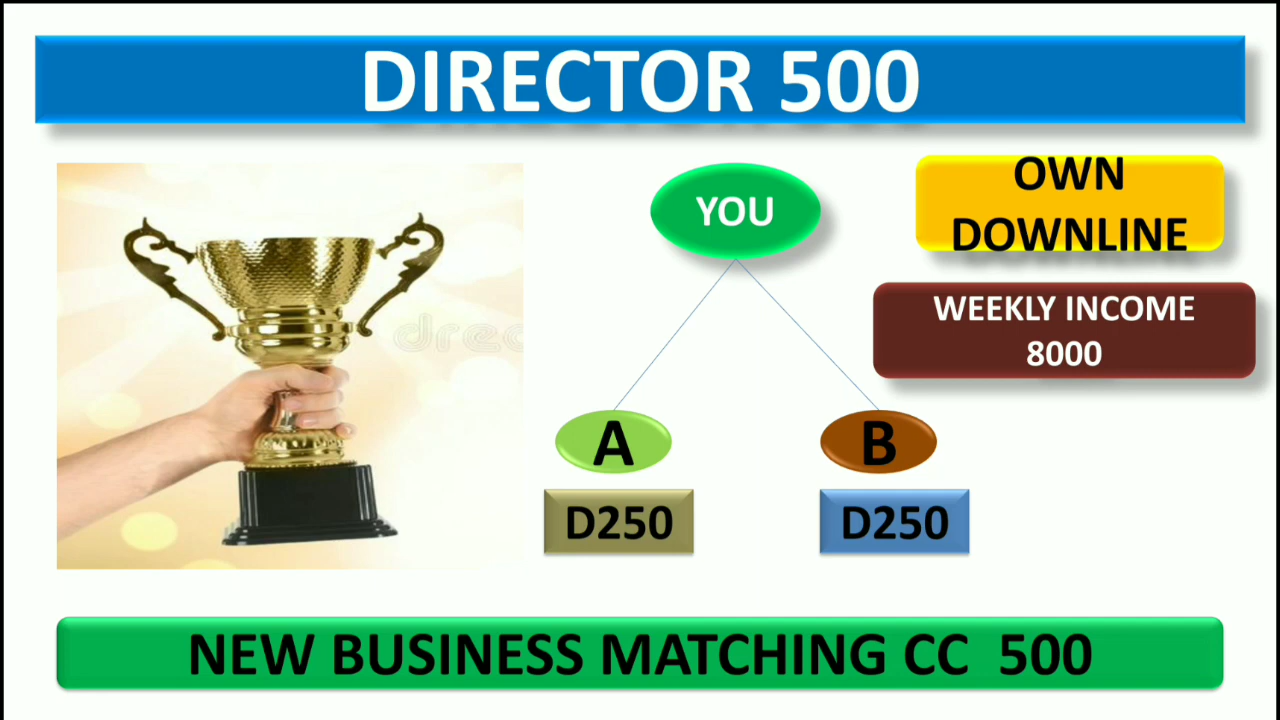 DIRECTOR 500
YOU
OWN
DOWNLINE
WEEKLY INCOME
8000
A
B
D250
D250
NEW BUSINESS MATCHING CC 500